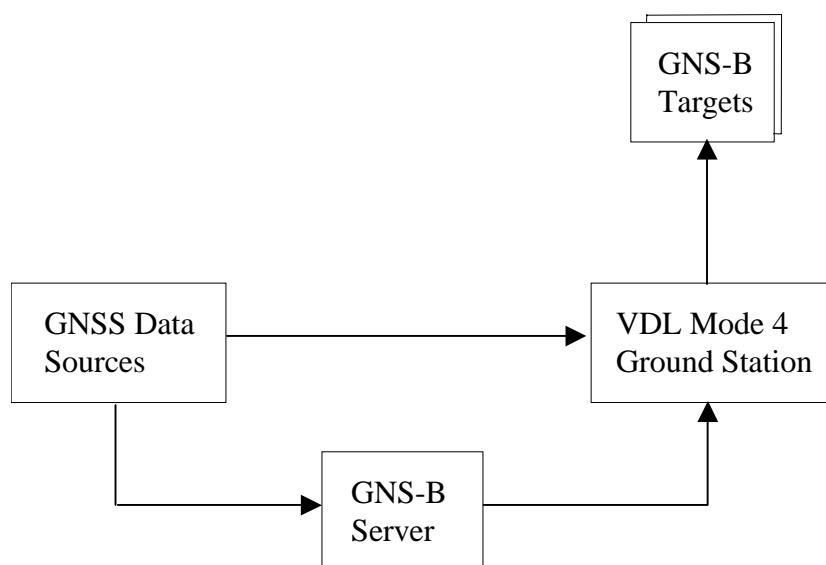 GNS-B
Targets
GNSS Data
Sources
VDL Mode 4
Ground Station
GNS-B
Server